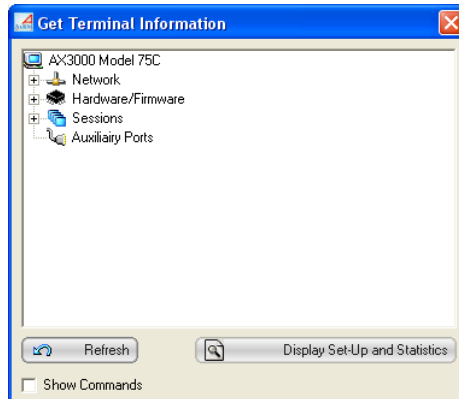 Get Terminal Information
AX3000 Model 75C
Network
Hardware/Firmware
Sessions
Auxiliairy Ports
Refresh
Display Set-Up and Statistics
Show Commands